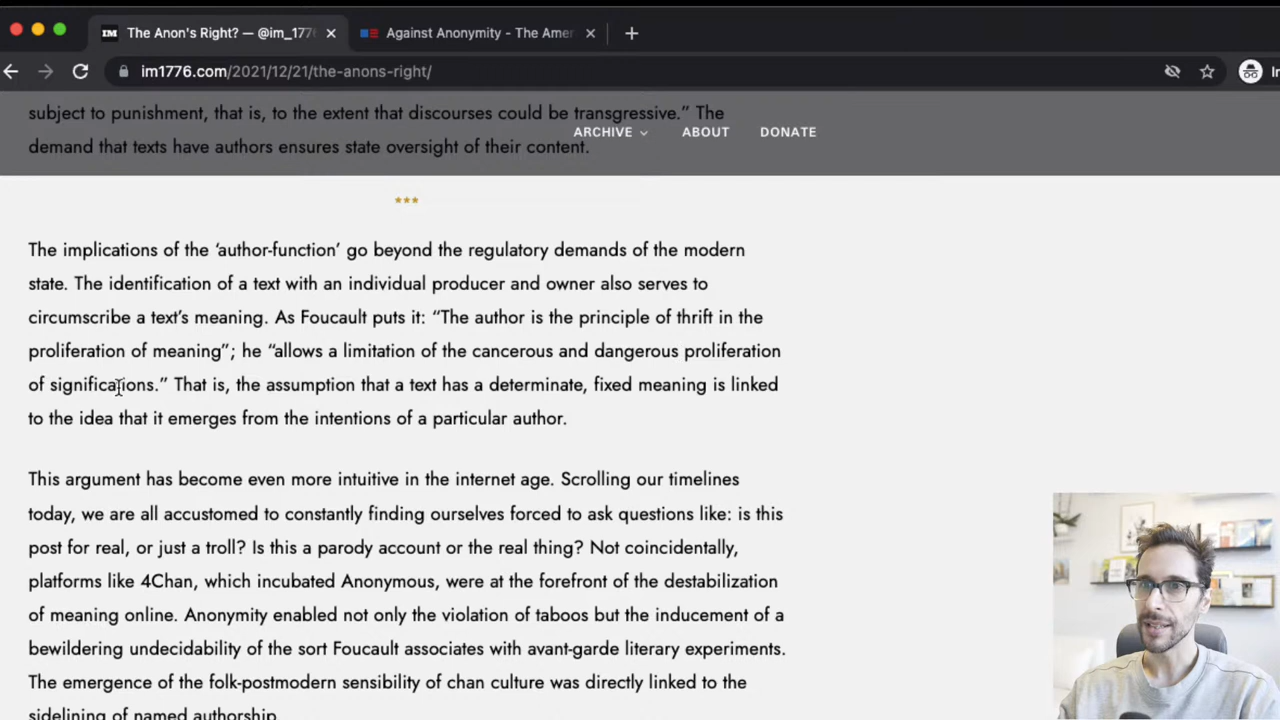 IM The Anon's Right? — @im_177
Against Anonymity - The Amer
im1776.com/2021/12/21/the-anons-right/
In
subject to punishment, that is, to the extent that discourses could be transgressive.” The
ARCHIVE ABOUT DONATE
demand that texts have authors ensures state oversight of their content.
***
The implications of the ‘author-function’ go beyond the regulatory demands of the modern
state. The identification of a text with an individual producer and owner also serves to
circumscribe a text’s meaning. As Foucault puts it: “The author is the principle of thrift in the
proliferation of meaning”; he “allows a limitation of the cancerous and dangerous proliferation
of significations.” That is, the assumption that a text has a determinate, fixed meaning is linked
to the idea that it emerges from the intentions of a particular author.
This argument has become even more intuitive in the internet age. Scrolling our timelines
today, we are all accustomed to constantly finding ourselves forced to ask questions like: is this
post for real, or just a troll? Is this a parody account or the real thing? Not coincidentally,
platforms like 4Chan, which incubated Anonymous, were at the forefront of the destabilization
of meaning online. Anonymity enabled not only the violation of taboos but the inducement of a
bewildering undecidability of the sort Foucault associates with avant-garde literary experiments.
The emergence of the folk-postmodern sensibility of chan culture was directly linked to the
sidelining of named authorship.